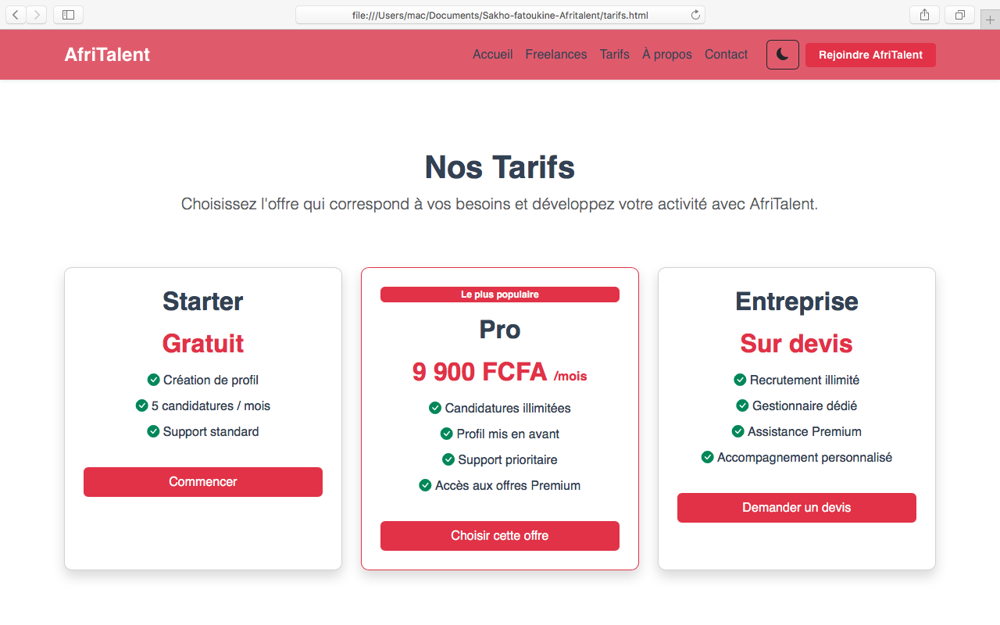 file:///Users/mac/Documents/Sakho-fatoukine-Afritalent/tarifs.html
AfriTalent
Accueil Freelances Tarifs À propos Contact Rejoindre AfriTalent
Nos Tarifs
Choisissez l'offre qui correspond à vos besoins et développez votre activité avec AfriTalent.
Starter
Gratuit
Création de profil
5 candidatures / mois
Support standard
Commencer
Le plus populaire
Pro
9 900 FCFA /mois
Candidatures illimitées
Profil mis en avant
Support prioritaire
Accès aux offres Premium
Choisir cette offre
Entreprise
Sur devis
Recrutement illimité
Gestionnaire dédié
Assistance Premium
Accompagnement personnalisé
Demander un devis